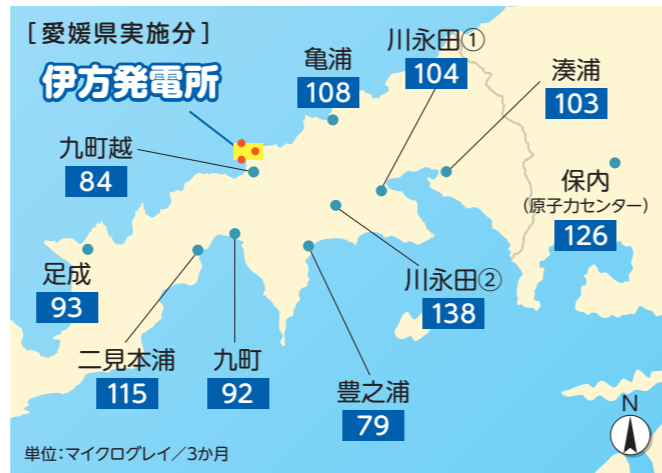 [愛媛県実施分]
伊方発電所
亀浦
108
川永田①
104
湊浦
103
九町越
84
保内
(原子力センター)
126
足成
93
川永田②
138
二見本浦
115
九町
92
豊之浦
79
単位:マイクログレイ/3か月
N